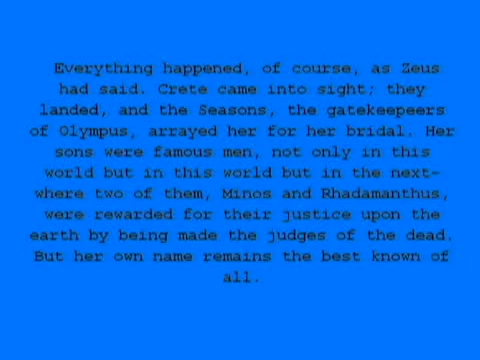 Everything happened, of course, as Zeus
had said. Crete came into sight; they
landed, and the Seasons, the gatekeepeers
of Olympus, arrayed her for her bridal. Her
sons were famous men, not only in this
world but in this world but in the next-
where two of them, Minos and Rhadamanthus,
were rewarded for their justice upon the
earth by being made the judges of the dead.
But her own name remains the best known of
all.